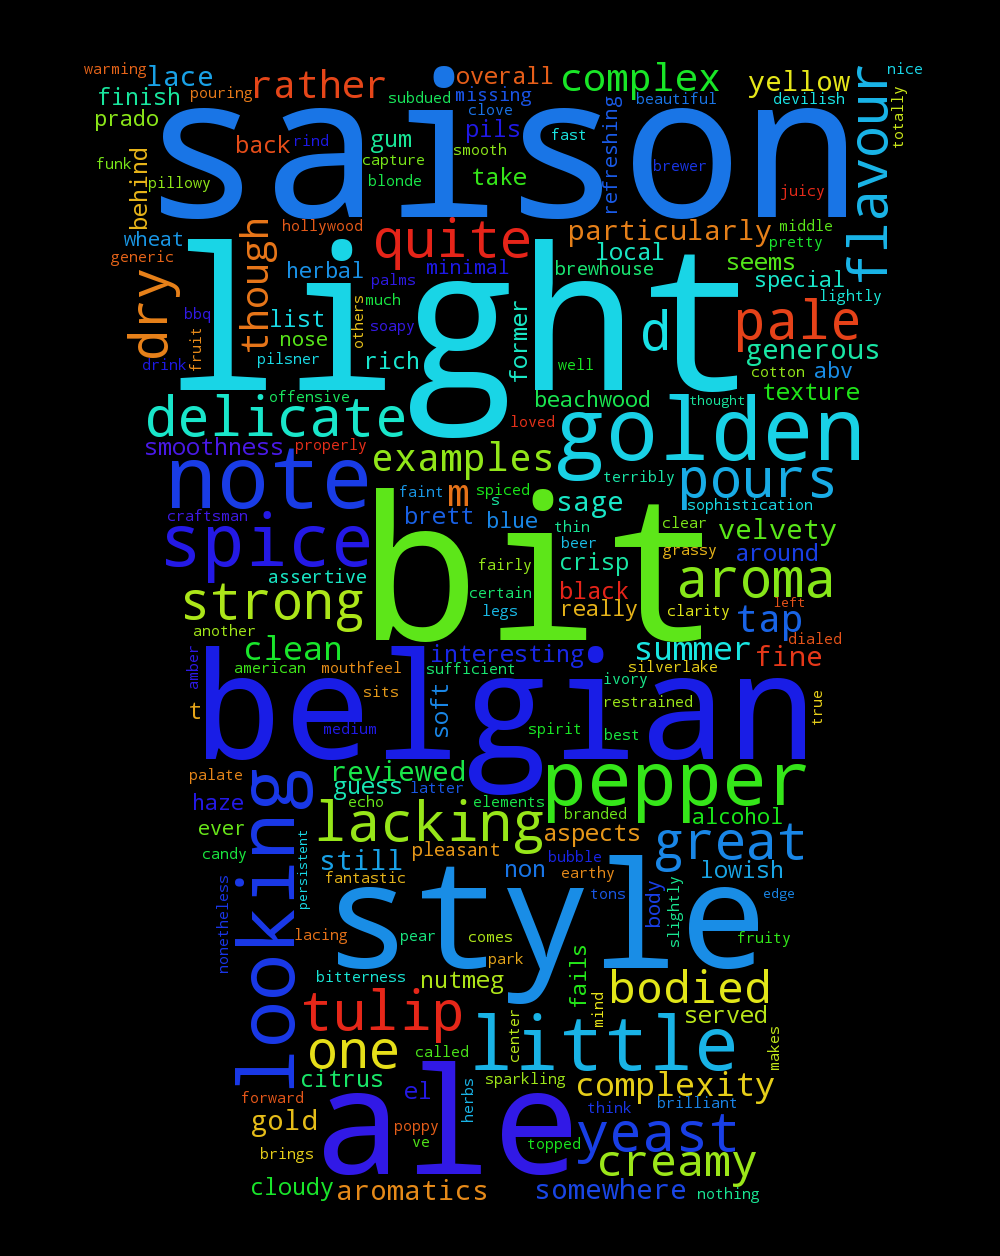 warming
lace
rather
overall
complex
yellow
nice
finish
pouring
subdued
missing
beautiful
devilish
prado
clove
totally
saison
back
rind
gum
pils
fast
refreshing
flavour
capture
smooth
brewer
funk
pillowy
blonde
take
juicy
behind
hollywood
quite
particularly
middle
wheat
though
local
pretty
generic
herbal
minimal
brewhouse
seems
special
light
palms
much
lightly
dry
bbq
list
others
soapy
former
d
pale
fruit
nose
generous
drink
pilsner
rich
well
cotton
abv
offensive
beachwood
thought
texture
delicate
loved
golden
smoothness
properly
examples
note
terribly
pours
faint
m
spiced
s
sage
sophistication
craftsman
brett
blue
thin
clear
velvety
spice
bit
beer
grassy
around
fairly
crisp
assertive
certain
black
aroma
strong
legs
really
clarity
left
tap
another
dialed
clean
interesting
summer
fine
amber
american
mouthfeel
sufficient
silverlake
belgian
sits
ivory
t
soft
restrained
true
medium
spirit
best
palate
reviewed
pepper
looking
guess
latter
haze
echo
elements
branded
alcohol
ever
lacking
aspects
great
candy
persistent
still
pleasant
bubble
lowish
fantastic
non
earthy
nonetheless
style
tons
body
slightly
edge
lacing
pear
comes
fruity
bitterness
park
nutmeg
fails
bodied
tulip
mind
served
one
little
center
makes
called
citrus
sparkling
complexity
forward
ale
el
herbs
think
brilliant
gold
poppy
yeast
ve
topped
brings
creamy
cloudy
aromatics
somewhere
nothing